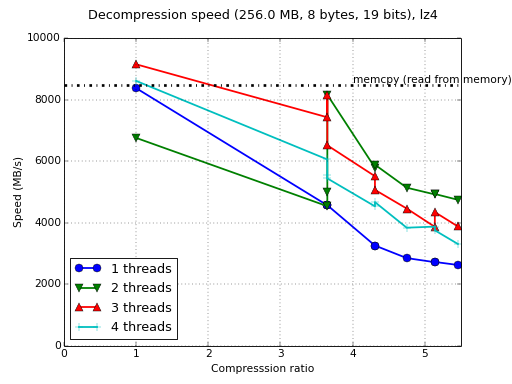 Decompression speed (256.0 MB, 8 bytes, 19 bits), lz4
10000
8000
6000
4000
2000
0
Speed (MB/s)
memcpy (read from memory)
1 threads
2 threads
3 threads
4 threads
0 1 2 3 4 5
Compresssion ratio